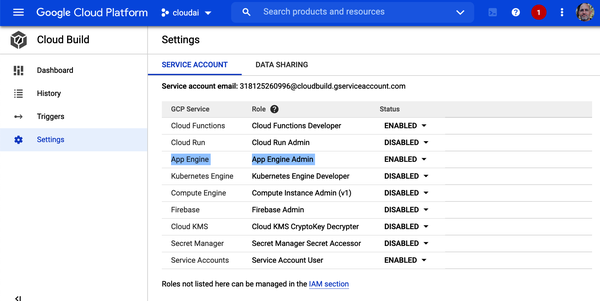 Google Cloud Platform cloudai Search products and resources 1
Cloud Build Settings
Dashboard
History
Triggers
Settings
SERVICE ACCOUNT DATA SHARING
Service account email: 318125260996@cloudbuild.gserviceaccount.com
GCP Service Role Status
Cloud Functions Cloud Functions Developer ENABLED
Cloud Run Cloud Run Admin DISABLED
App Engine App Engine Admin ENABLED
Kubernetes Engine Kubernetes Engine Developer DISABLED
Compute Engine Compute Instance Admin (v1) DISABLED
Firebase Firebase Admin DISABLED
Cloud KMS Cloud KMS CryptoKey Decrypter DISABLED
Secret Manager Secret Manager Secret Accessor DISABLED
Service Accounts Service Account User ENABLED
Roles not listed here can be managed in the IAM section